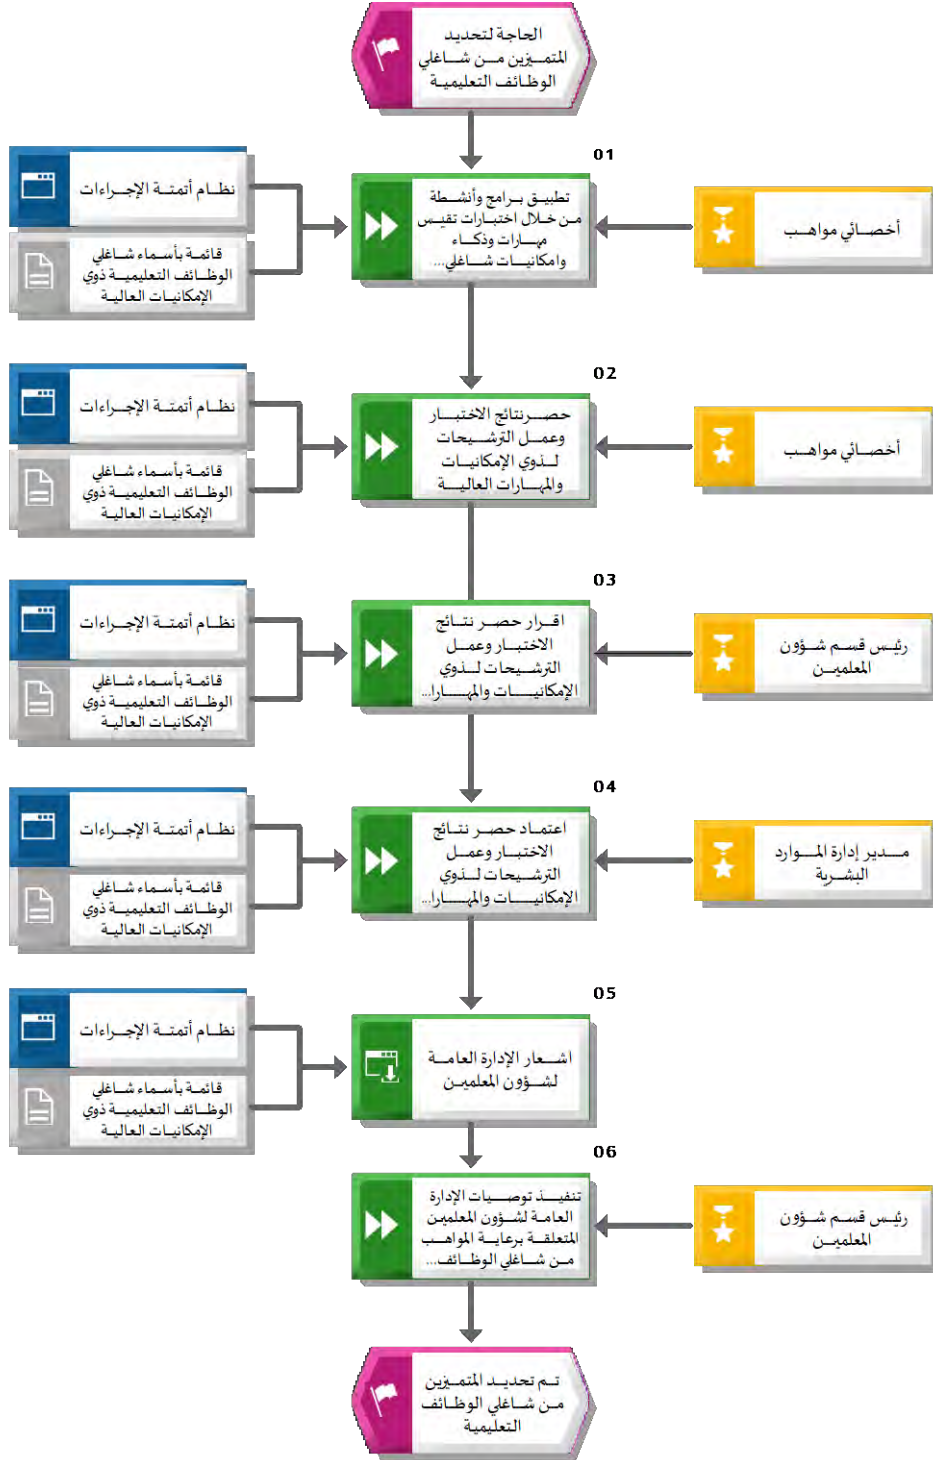 الحاجة لتحديد
المتميزين من شاغلي
الوظائف التعليمية
01
تطبيق برامج وأنشطة
من خلال اختبارات تقيس
مهارات وذكاء
وامكانيات شاغلي...
أخصائي مواهب
نظام أتمتة الإجراءات
قائمة بأسماء شاغلي
الوظائف التعليمية ذوي
الإمكانيات العالية
02
حصرنتائج الاختبار
وعمل الترشيحات
لذوي الإمكانيات
والمهارات العالية
أخصائي مواهب
نظام أتمتة الإجراءات
قائمة بأسماء شاغلي
الوظائف التعليمية ذوي
الإمكانيات العالية
03
اقرار حصر نتائج
الاختبار وعمل
الترشيحات لذوي
الإمكانيات والمهارا...
رئيس قسم شؤون
المعلمين
نظام أتمتة الإجراءات
قائمة بأسماء شاغلي
الوظائف التعليمية ذوي
الإمكانيات العالية
04
اعتماد حصر نتائج
الاختبار وعمل
الترشيحات لذوي
الإمكانيات والمهارا...
مدير إدارة الموارد
البشرية
نظام أتمتة الإجراءات
قائمة بأسماء شاغلي
الوظائف التعليمية ذوي
الإمكانيات العالية
05
اشعار الإدارة العامة
لشؤون المعلمين
نظام أتمتة الإجراءات
قائمة بأسماء شاغلي
الوظائف التعليمية ذوي
الإمكانيات العالية
06
تنفيذ توصيات الإدارة
العامة لشؤون المعلمين
المتعلقة برعاية المواهب
من شاغلي الوظائف...
رئيس قسم شؤون
المعلمين
تم تحديد المتميزين
من شاغلي الوظائف
التعليمية